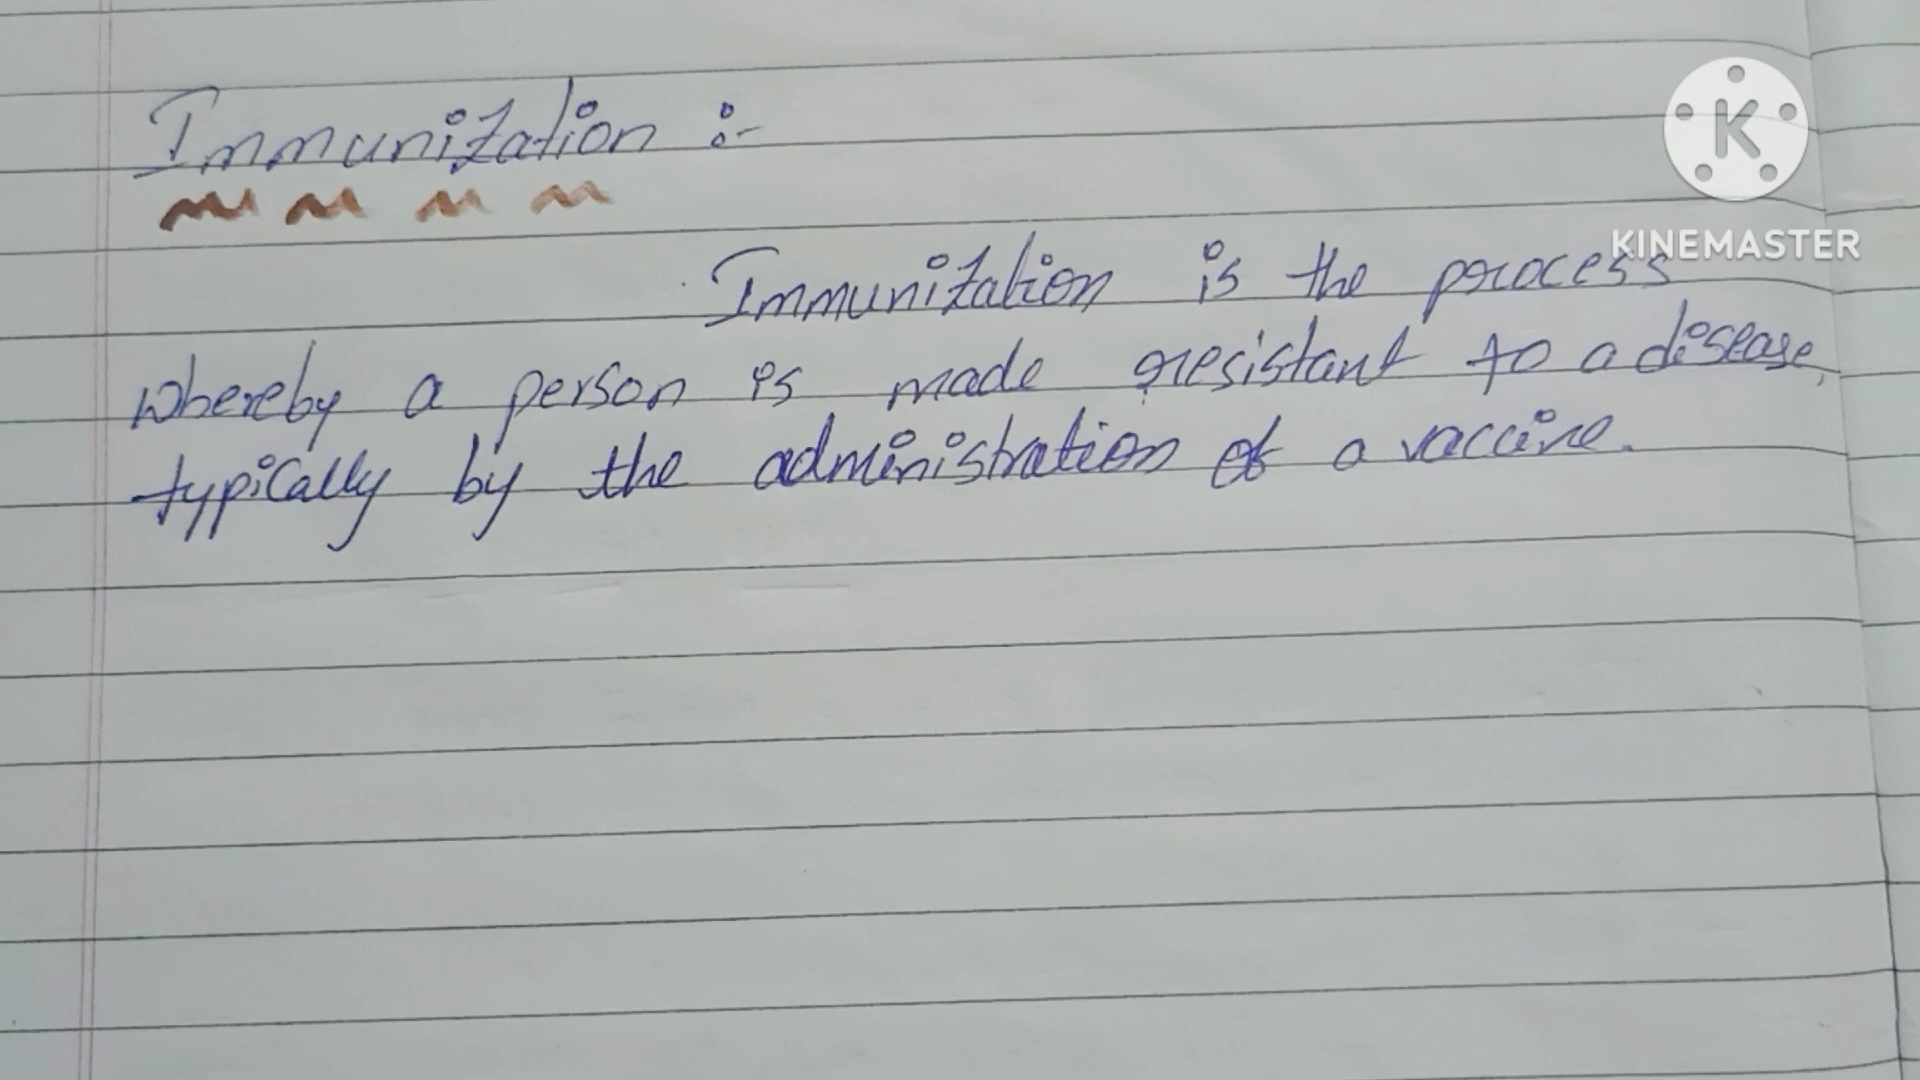 Immunization :-
K
KINEMASTER
Immunization is the process
whereby a person is made resistant to a disease,
typically by the administration of a vaccine.